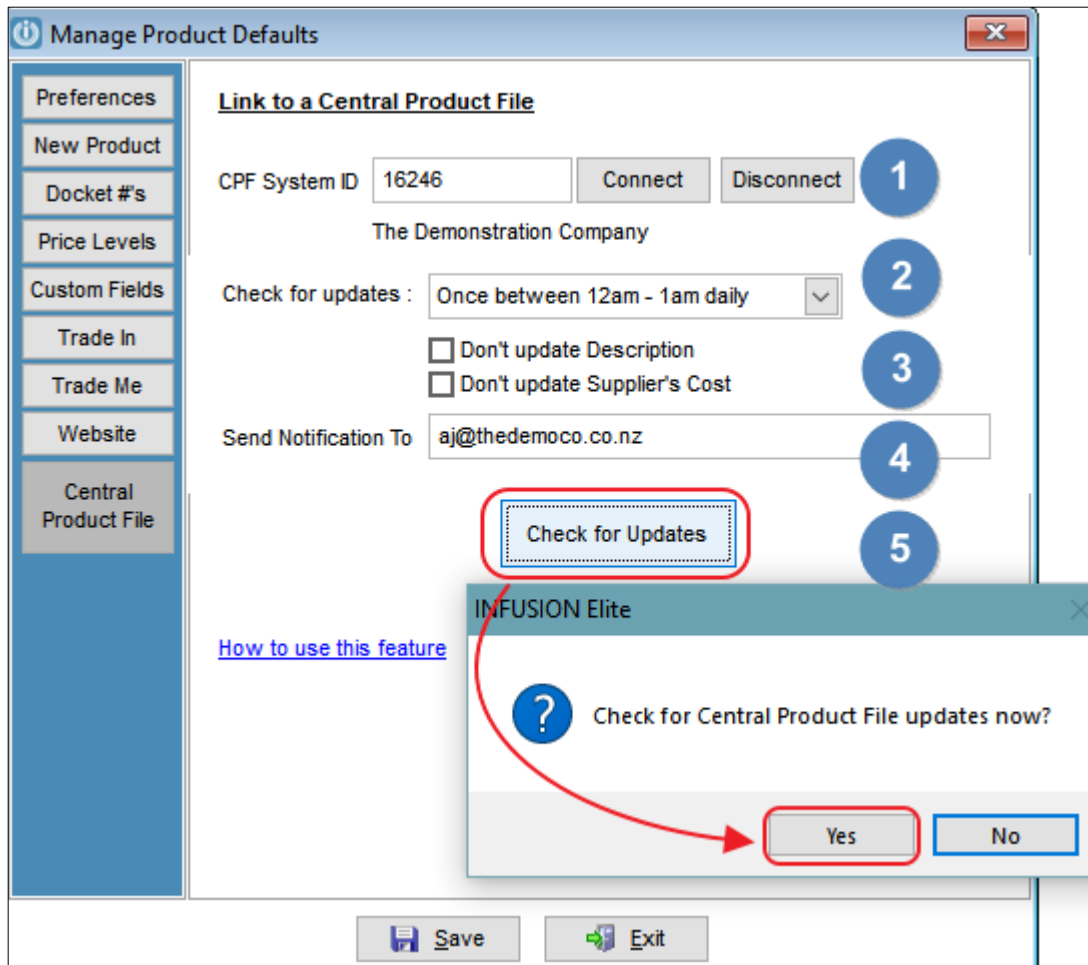 Manage Product Defaults
Preferences
New Product
Docket #'s
Price Levels
Custom Fields
Trade In
Trade Me
Website
Central
Product File
Link to a Central Product File
CPF System ID 16246 Connect Disconnect 1
The Demonstration Company
Check for updates : Once between 12am - 1am daily 2
Don't update Description
Don't update Supplier's Cost 3
Send Notification To aj@thedemoco.co.nz 4
Check for Updates 5
How to use this feature
INFUSION Elite
? Check for Central Product File updates now?
Yes No
Save Exit